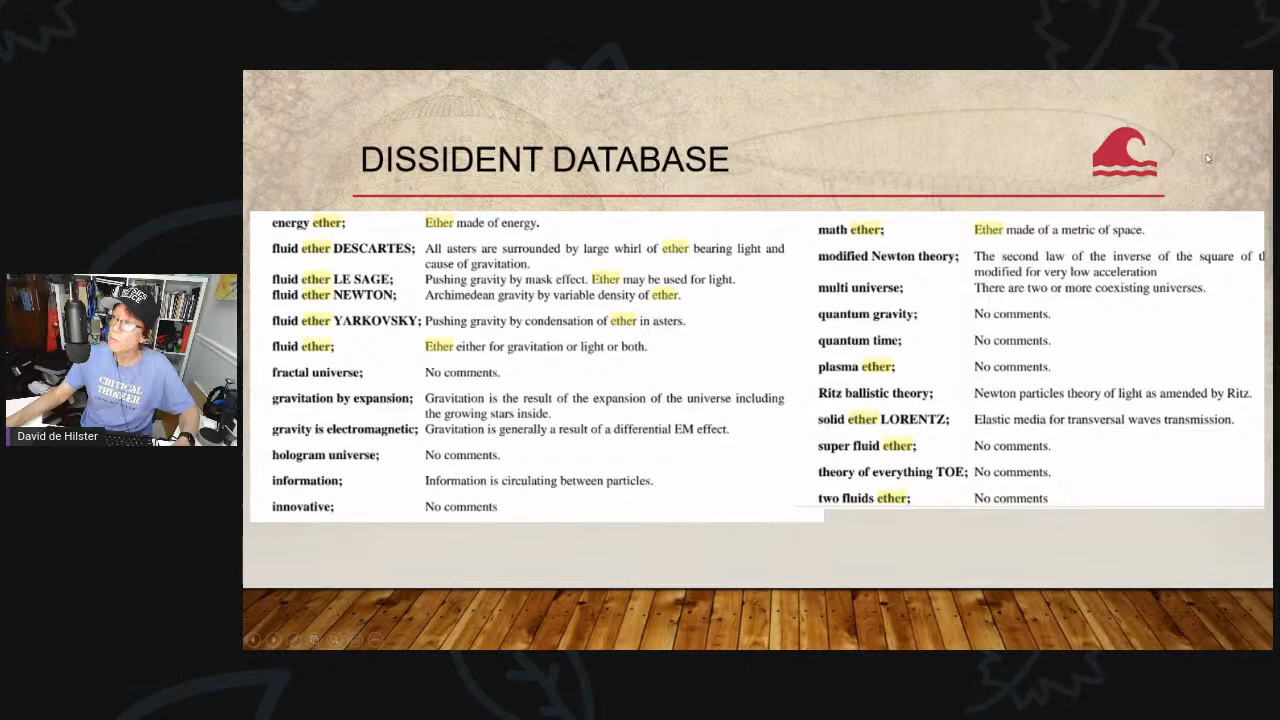 DISSIDENT DATABASE
energy ether; Ether made of energy.
fluid ether DESCARTES; All asters are surrounded by large whirl of ether bearing light and
cause of gravitation.
fluid ether LE SAGE; Pushing gravity by mask effect. Ether may be used for light.
fluid ether NEWTON; Archimedean gravity by variable density of ether.
fluid ether YARKOVSKY; Pushing gravity by condensation of ether in asters.
fluid ether; Ether either for gravitation or light or both.
fractal universe; No comments.
gravitation by expansion; Gravitation is the result of the expansion of the universe including
the growing stars inside.
gravity is electromagnetic; Gravitation is generally a result of a differential EM effect.
hologram universe; No comments.
information; Information is circulating between particles.
innovative; No comments
math ether; Ether made of a metric of space.
modified Newton theory; The second law of the inverse of the square of t
modified for very low acceleration
multi universe; There are two or more coexisting universes.
quantum gravity; No comments.
quantum time; No comments.
plasma ether; No comments.
Ritz ballistic theory; Newton particles theory of light as amended by Ritz.
solid ether LORENTZ; Elastic media for transversal waves transmission.
super fluid ether; No comments.
theory of everything TOE; No comments.
two fluids ether; No comments
CRITICAL
THINKER
David de Hilster